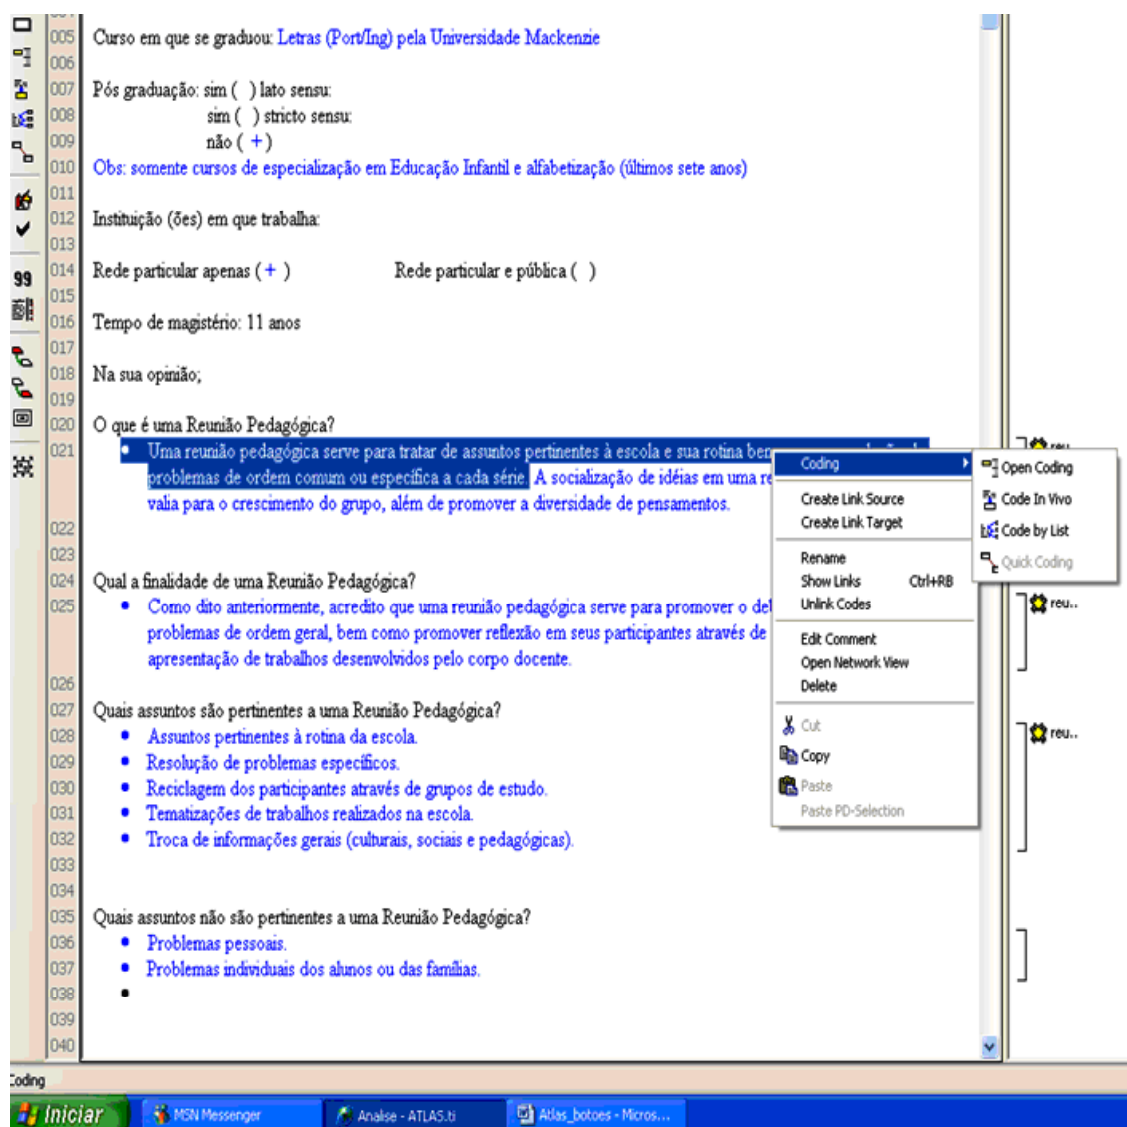 005 Curso em que se graduou: Letras (Port/Ing) pela Universidade Mackenzie
006
007 Pós graduação: sim ( ) lato sensu:
008 sim ( ) stricto sensu:
009 não ( + )
010 Obs: somente cursos de especialização em Educação Infantil e alfabetização (últimos sete anos)
011
012 Instituição (ões) em que trabalha:
013
014 Rede particular apenas ( + ) Rede particular e pública ( )
015
016 Tempo de magistério: 11 anos
017
018 Na sua opinião;
019
020 O que é uma Reunião Pedagógica?
021 • Uma reunião pedagógica serve para tratar de assuntos pertinentes à escola e sua rotina ben
problemas de ordem comum ou específica a cada série. A socialização de idéias em uma re
valia para o crescimento do grupo, além de promover a diversidade de pensamentos.
022
023
024 Qual a finalidade de uma Reunião Pedagógica?
025 • Como dito anteriormente, acredito que uma reunião pedagógica serve para promover o del
problemas de ordem geral, bem como promover reflexão em seus participantes através de
apresentação de trabalhos desenvolvidos pelo corpo docente.
026
027 Quais assuntos são pertinentes a uma Reunião Pedagógica?
028 • Assuntos pertinentes à rotina da escola.
029 • Resolução de problemas específicos.
030 • Reciclagem dos participantes através de grupos de estudo.
031 • Tematizações de trabalhos realizados na escola.
032 • Troca de informações gerais (culturais, sociais e pedagógicas).
033
034
035 Quais assuntos não são pertinentes a uma Reunião Pedagógica?
036 • Problemas pessoais.
037 • Problemas individuais dos alunos ou das famílias.
038 •
039
040
99
Coding
Create Link Source
Create Link Target
Rename
Show Links Ctrl+RB
Unlink Codes
Edit Comment
Open Network View
Delete
Cut
Copy
Paste
Paste PD-Selection
Open Coding
Code In Vivo
Code by List
Quick Coding
reu..
reu..
reu..
Coding
Iniciar
MSN Messenger
Analise - ATLAS.ti
Atlas_botoes - Micros...